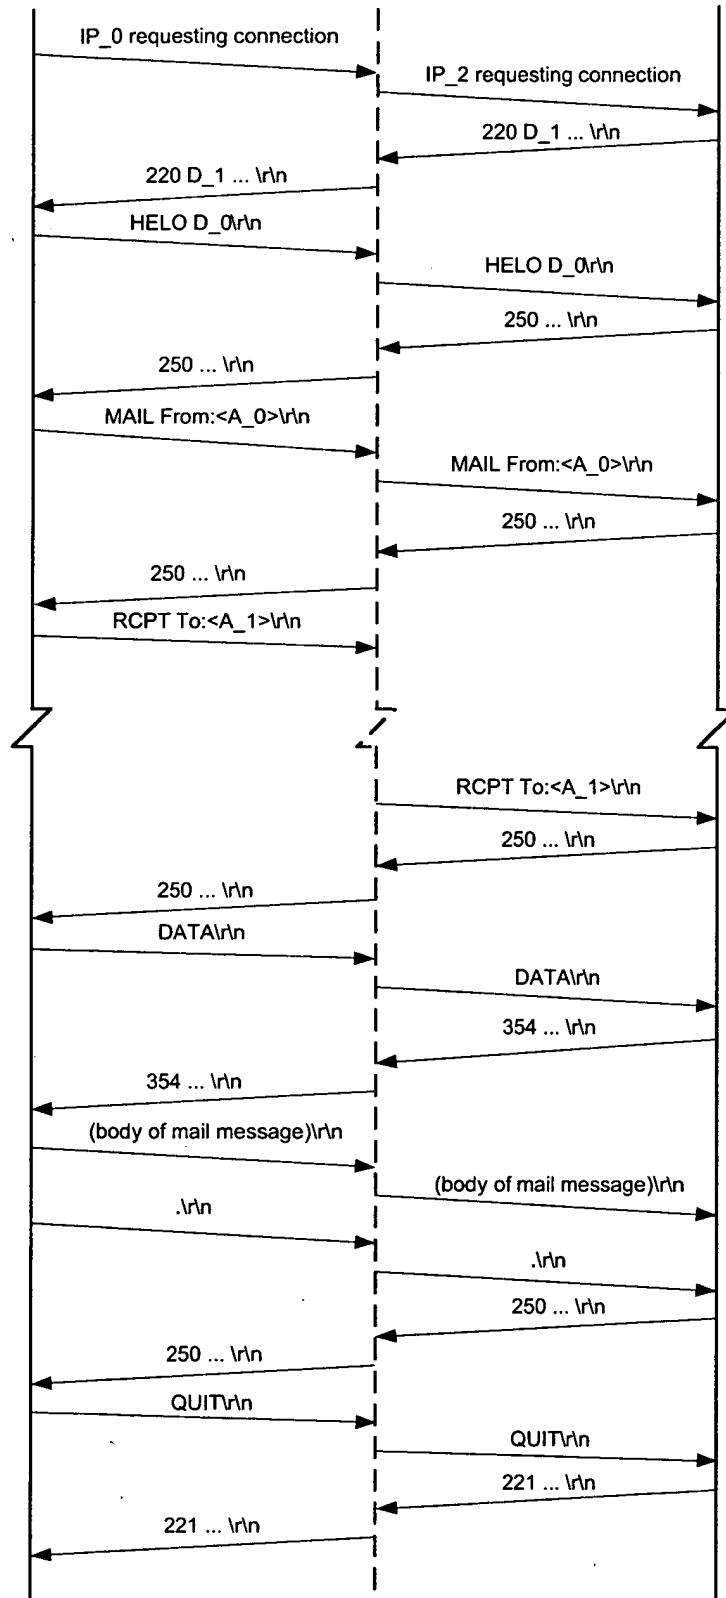 IP_0 requesting connection
IP_2 requesting connection
220 D_1 ... \r\n
220 D_1 ... \r\n
HELO D_0\r\n
HELO D_0\r\n
250 ... \r\n
250 ... \r\n
MAIL From:<A_0>\r\n
MAIL From:<A_0>\r\n
250 ... \r\n
250 ... \r\n
RCPT To:<A_1>\r\n
RCPT To:<A_1>\r\n
250 ... \r\n
250 ... \r\n
DATA\r\n
DATA\r\n
354 ... \r\n
354 ... \r\n
(body of mail message)\r\n
(body of mail message)\r\n
.\r\n
.\r\n
250 ... \r\n
250 ... \r\n
QUIT\r\n
QUIT\r\n
221 ... \r\n
221 ... \r\n